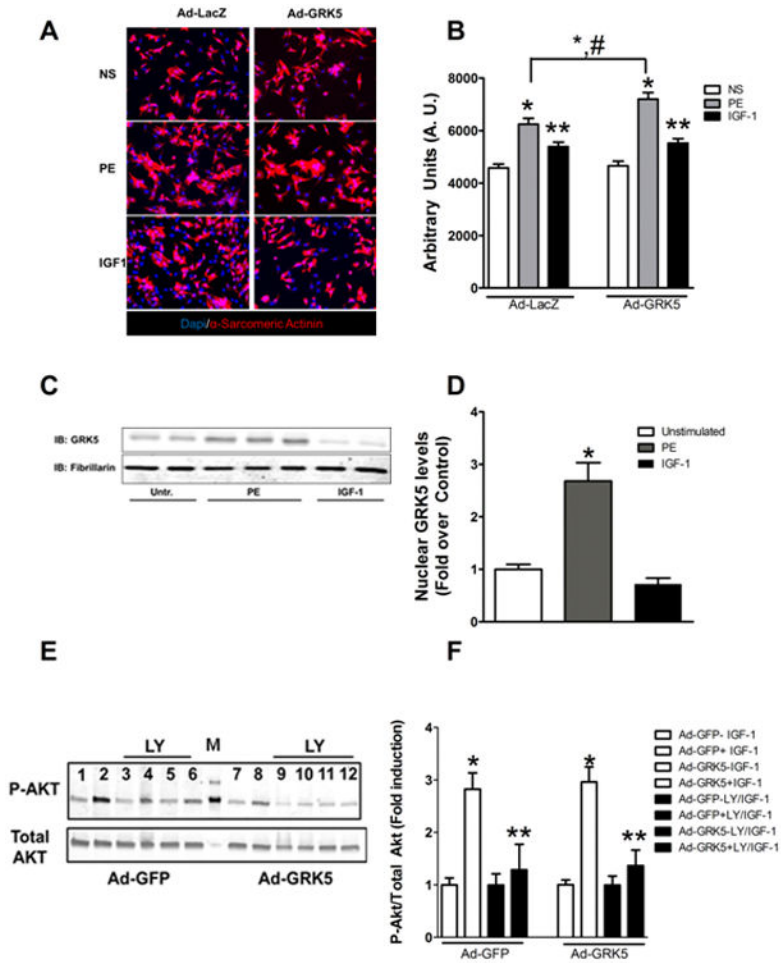 A
Ad-LacZ Ad-GRK5
NS
PE
IGF1
Dapi/α-Sarcomeric Actinin
B
*,#
Arbitrary Units (A. U.)
8000
6000
4000
2000
0
* ** * **
NS
PE
IGF-1
Ad-LacZ Ad-GRK5
C
IB: GRK5
IB: Fibrillarin
Untr. PE IGF-1
D
Nuclear GRK5 levels
(Fold over Control)
4
3
2
1
0
*
Unstimulated
PE
IGF-1
E
LY M LY
1 2 3 4 5 6 7 8 9 10 11 12
P-AKT
Total
AKT
Ad-GFP Ad-GRK5
F
P-Akt/Total Akt (Fold induction)
4
3
2
1
0
* ** * **
Ad-GFP Ad-GRK5
Ad-GFP- IGF-1
Ad-GFP+ IGF-1
Ad-GRK5-IGF-1
Ad-GRK5+IGF-1
Ad-GFP-LY/IGF-1
Ad-GFP+LY/IGF-1
Ad-GRK5-LY/IGF-1
Ad-GRK5+LY/IGF-1